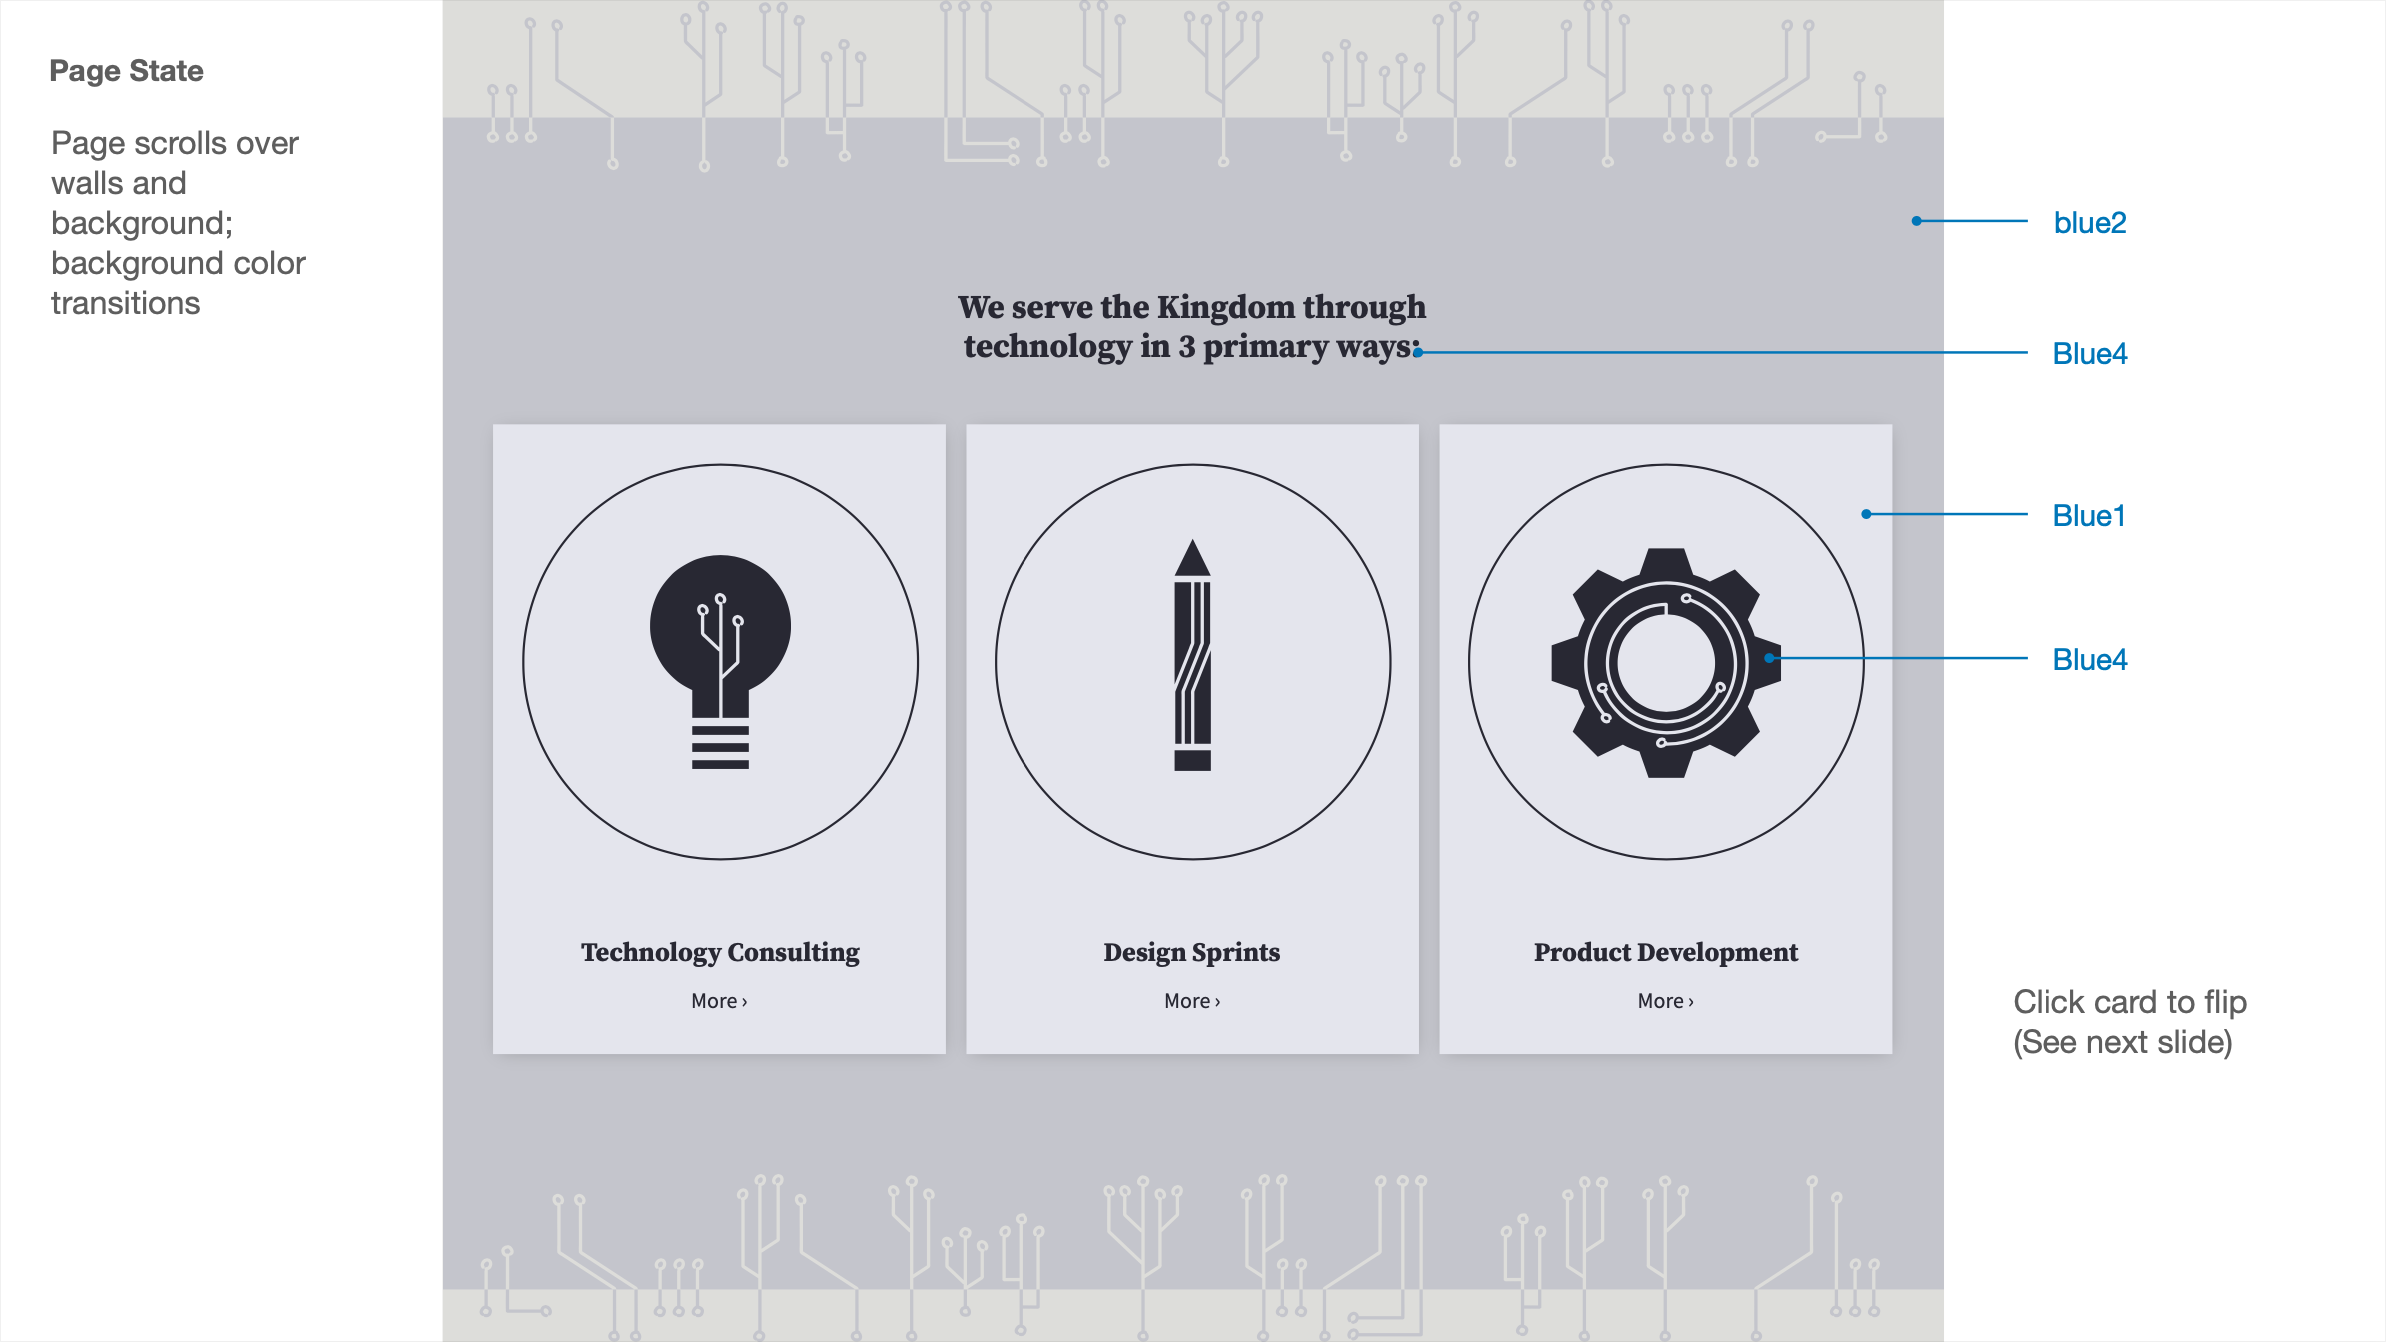 Page State
Page scrolls over
walls and
background;
background color
transitions
blue2
We serve the Kingdom through
technology in 3 primary ways:
Blue4
Blue1
Blue4
Technology Consulting
More ›
Design Sprints
More ›
Product Development
More ›
Click card to flip
(See next slide)